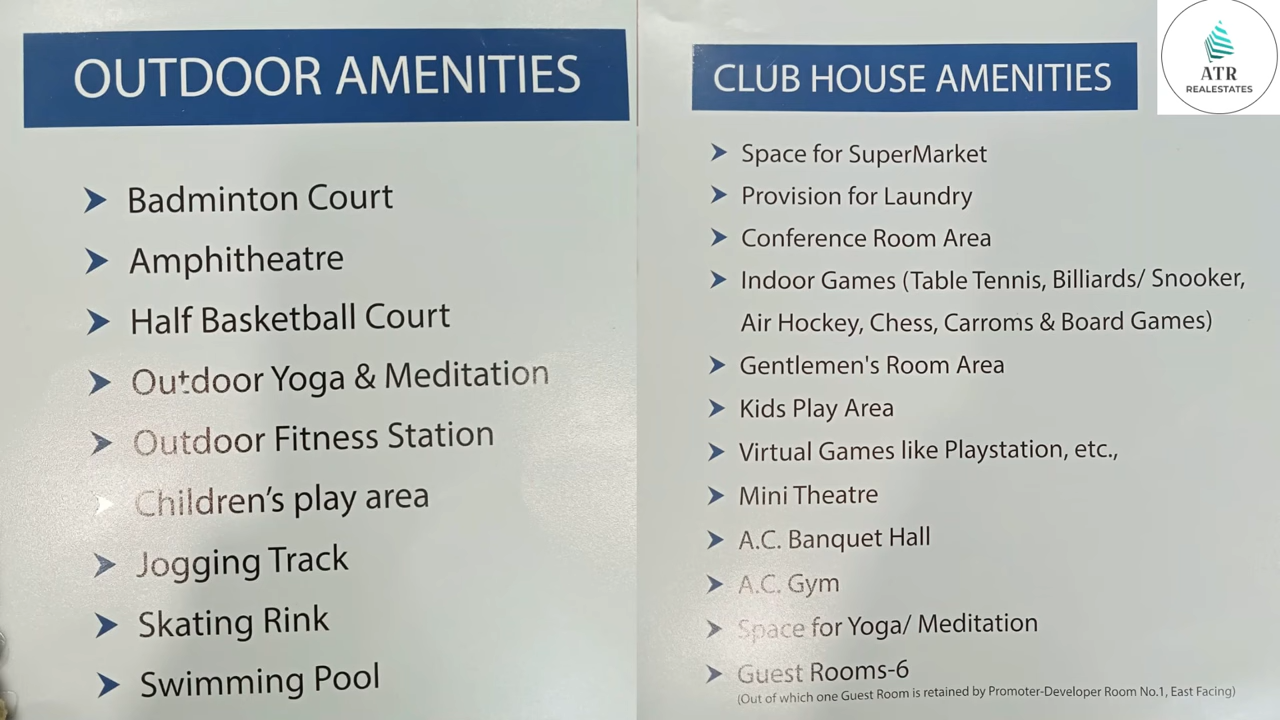 OUTDOOR AMENITIES
Badminton Court
Amphitheatre
Half Basketball Court
Outdoor Yoga & Meditation
Outdoor Fitness Station
Children's play area
Jogging Track
Skating Rink
Swimming Pool
CLUB HOUSE AMENITIES
Space for SuperMarket
Provision for Laundry
Conference Room Area
Indoor Games (Table Tennis, Billiards/ Snooker,
Air Hockey, Chess, Carroms & Board Games)
Gentlemen's Room Area
Kids Play Area
Virtual Games like Playstation, etc.,
Mini Theatre
A.C. Banquet Hall
A.C. Gym
Space for Yoga/ Meditation
Guest Rooms-6
(Out of which one Guest Room is retained by Promoter-Developer Room No.1, East Facing)
ATR
REALESTATES